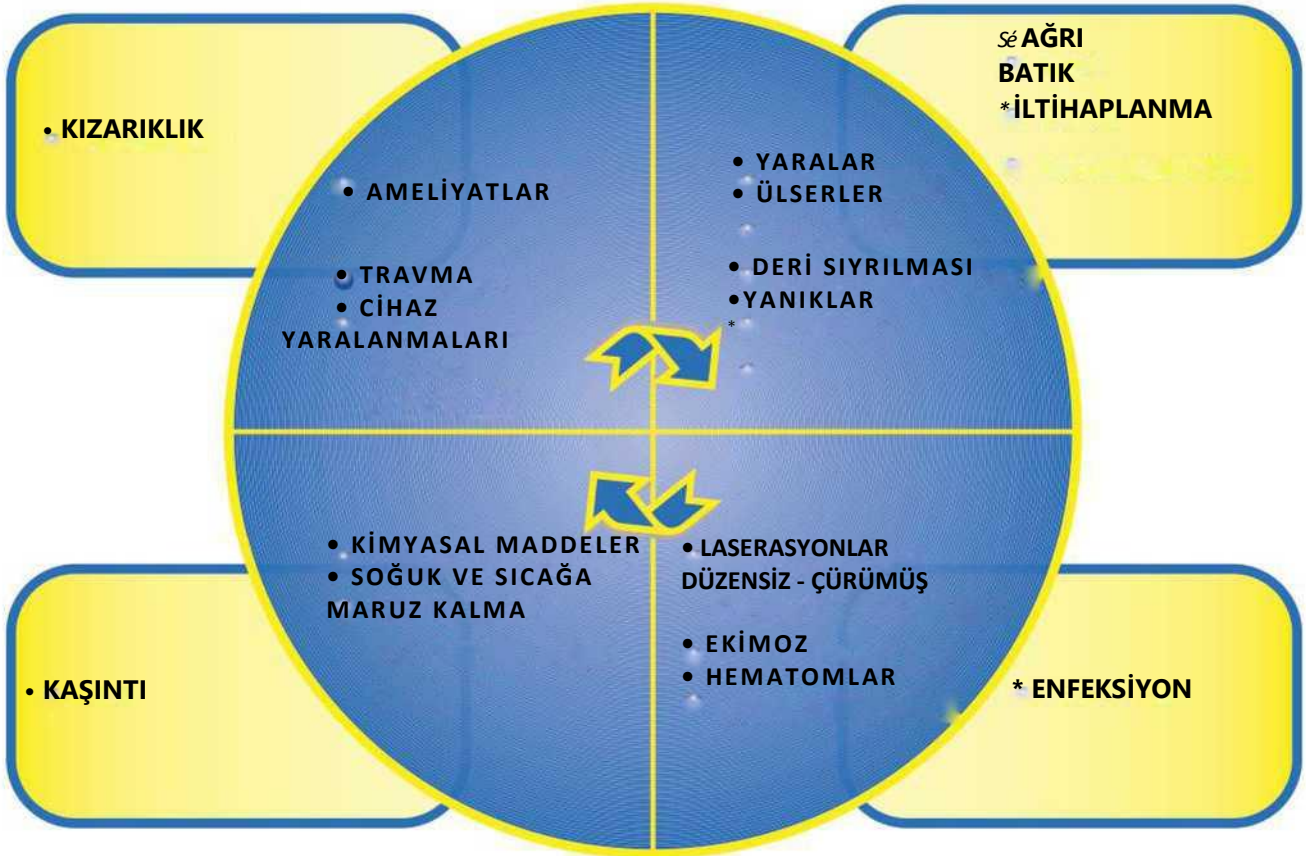 • KIZARIKLIK
Sé AĞRI
BATIK
*İLTİHAPLANMA
• AMELİYATLAR
• TRAVMA
• CİHAZ
YARALANMALARI
• YARALAR
• ÜLSERLER
• DERİ SIYRILMASI
•YANIKLAR
*
• KİMYASAL MADDELER
• SOĞUK VE SICAĞA
MARUZ KALMA
• LASERASYONLAR
DÜZENSİZ - ÇÜRÜMÜŞ
• EKİMOZ
• HEMATOMLAR
• KAŞINTI
* ENFEKSİYON